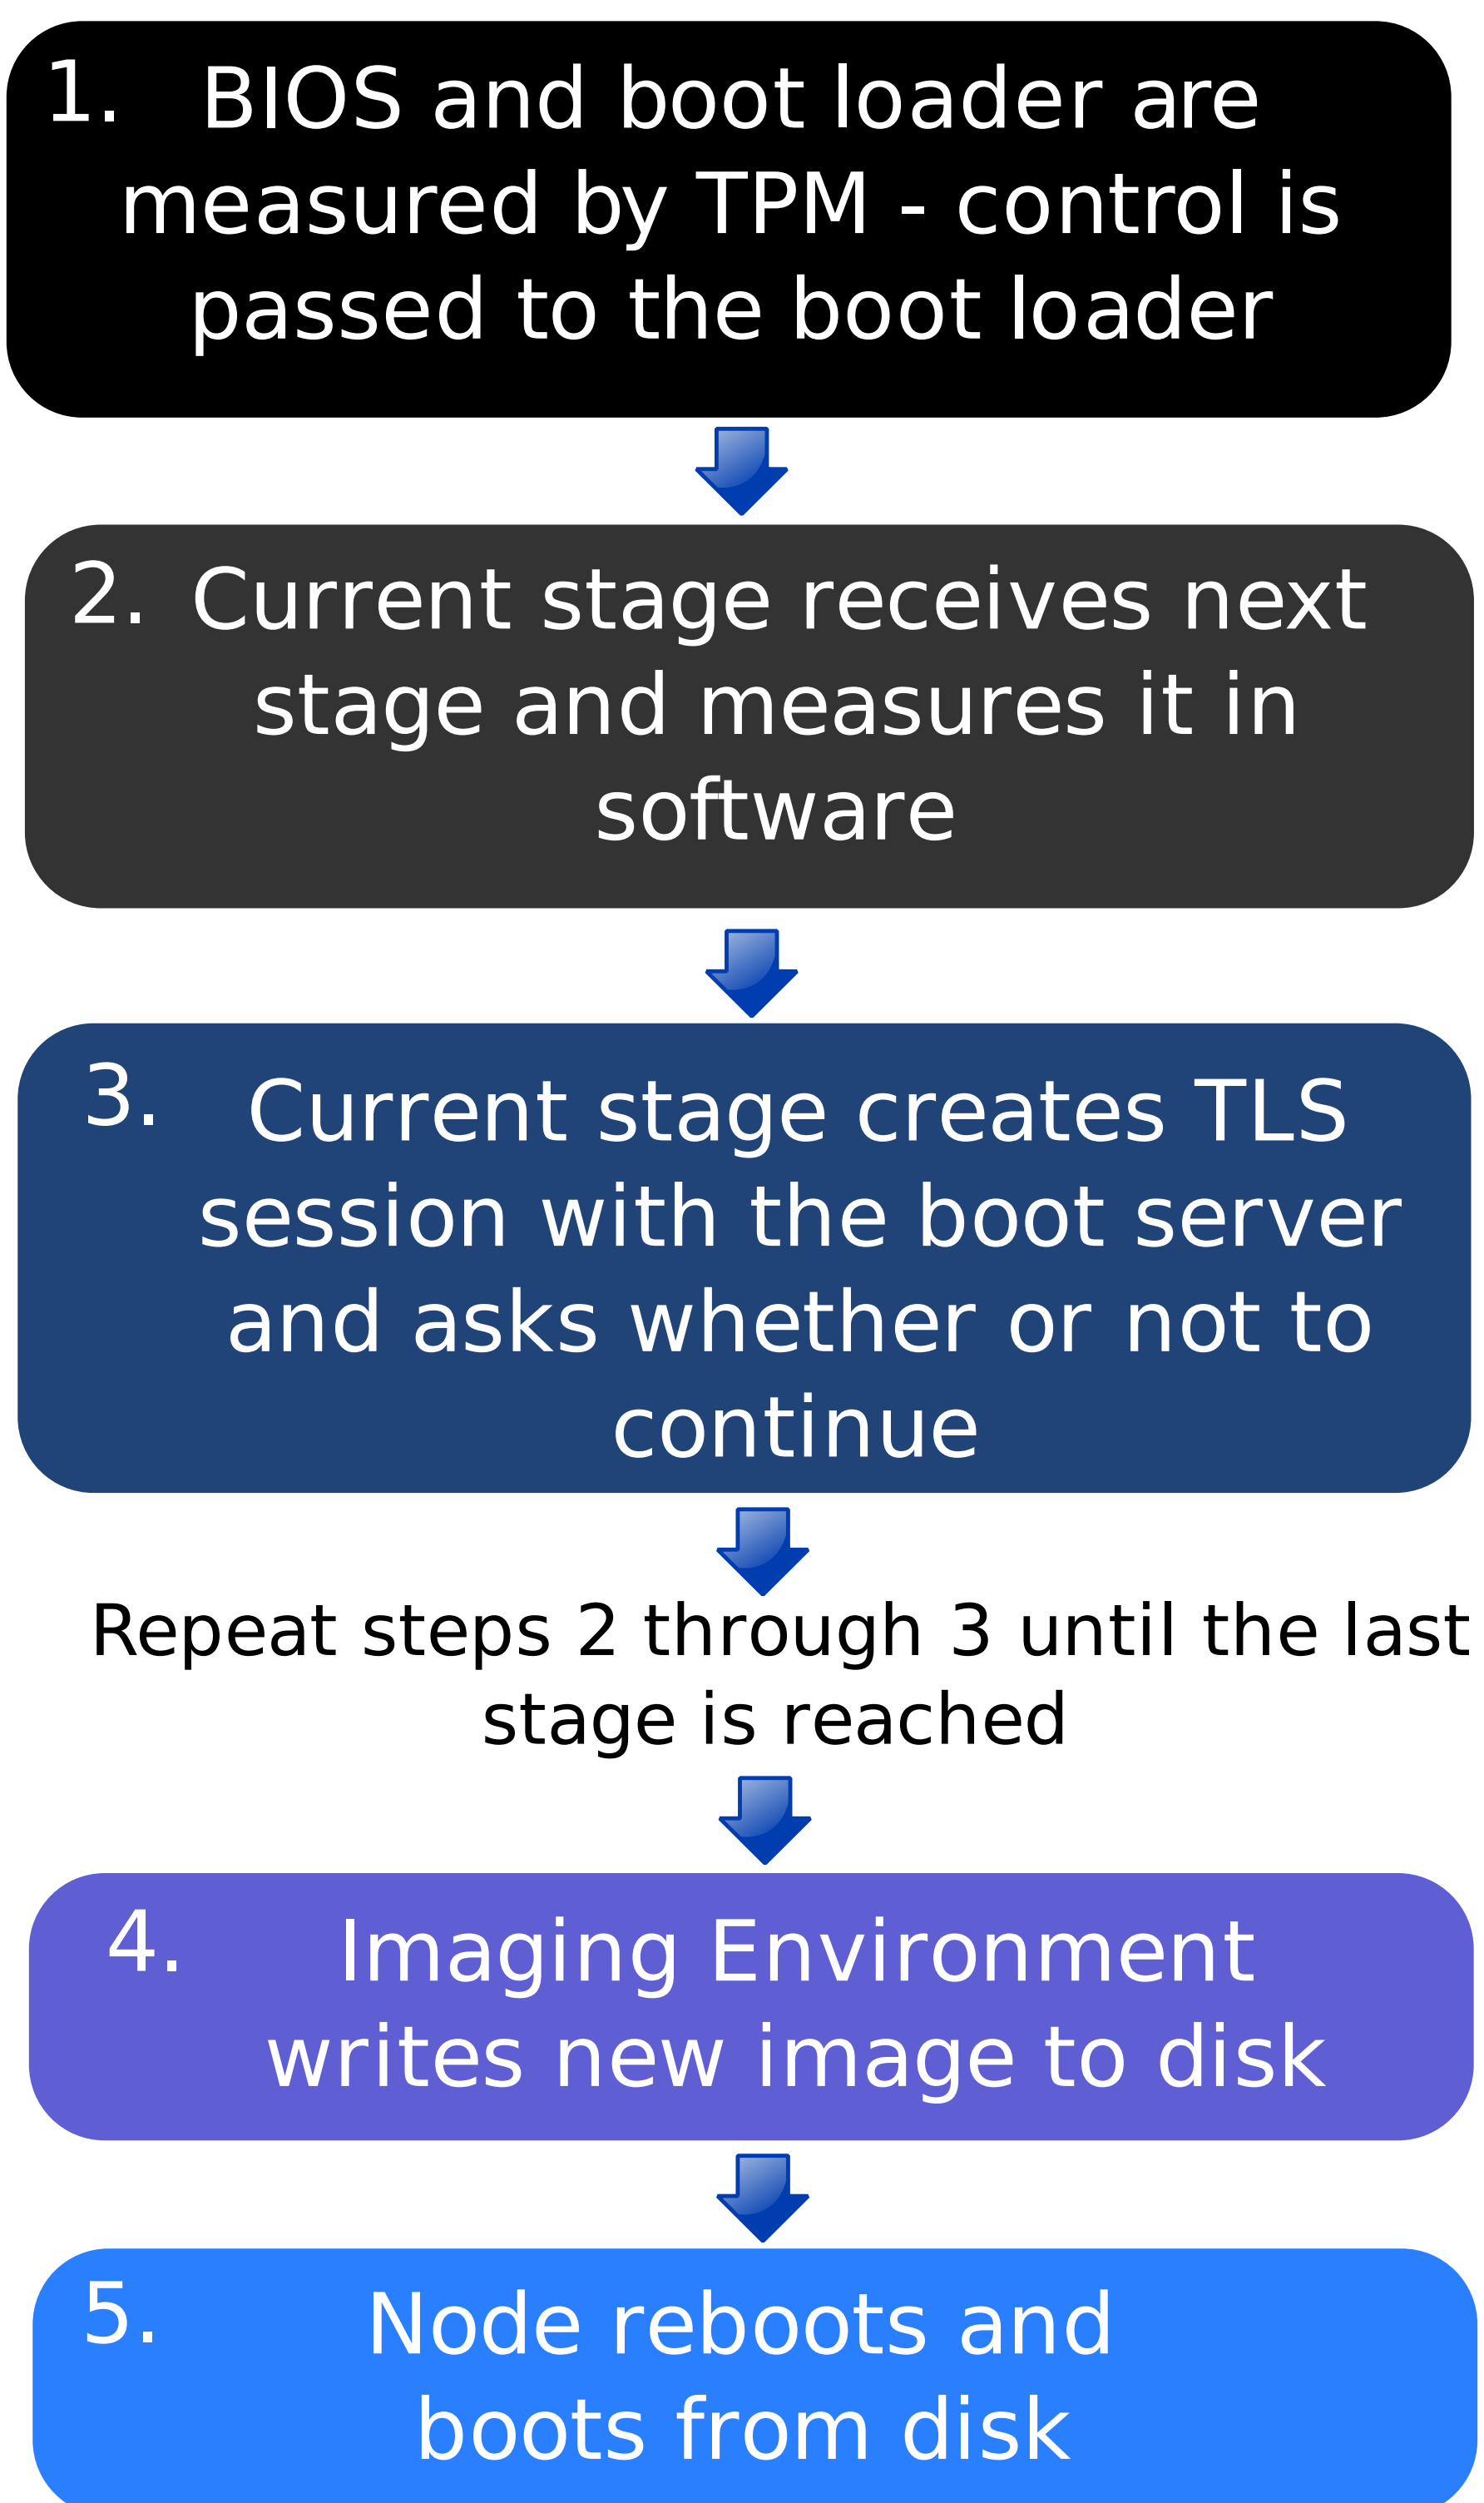 1. BIOS and boot loader are
measured by TPM - control is
passed to the boot loader
2. Current stage receives next
stage and measures it in
software
3. Current stage creates TLS
session with the boot server
and asks whether or not to
continue
Repeat steps 2 through 3 until the last
stage is reached
4. Imaging Environment
writes new image to disk
5. Node reboots and
boots from disk